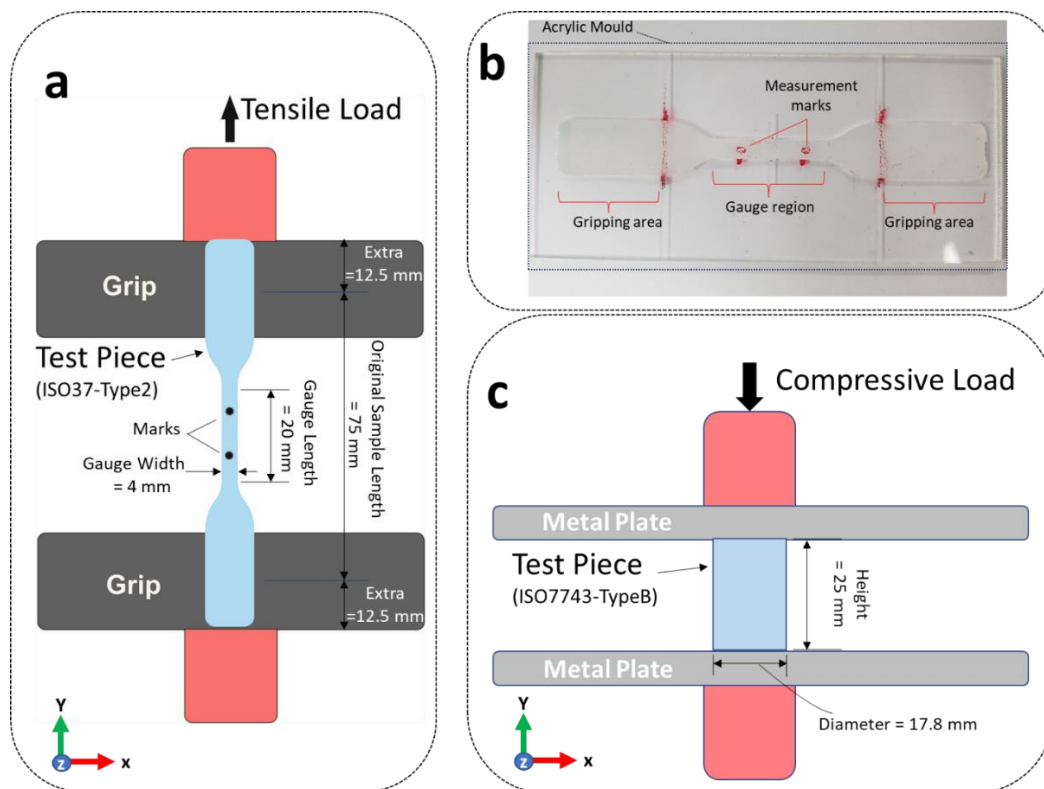 a
Tensile Load
Extra
=12.5 mm
Grip
Test Piece
(ISO37-Type2)
Original Sample Length
= 75 mm
Gauge Length
= 20 mm
Marks
Gauge Width
= 4 mm
Grip
Extra
=12.5 mm
Y
z
x
b
Acrylic Mould
Measurement
marks
Gripping area
Gauge region
Gripping area
c
Compressive Load
Metal Plate
Test Piece
(ISO7743-TypeB)
Height
= 25 mm
Metal Plate
Diameter = 17.8 mm
Y
z
x